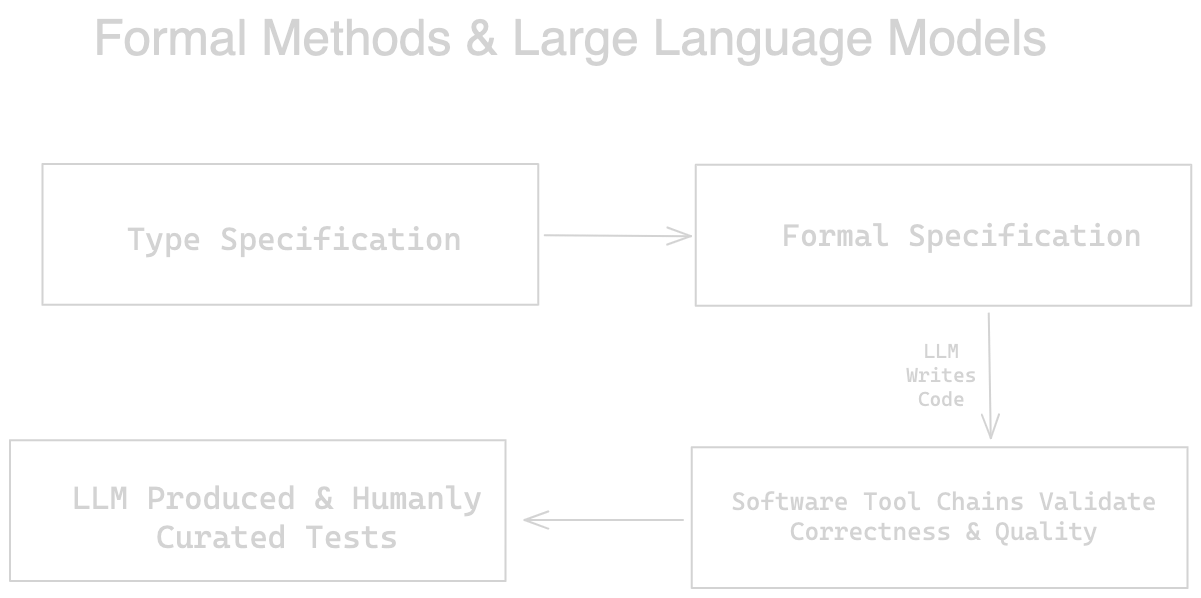 Formal Methods & Large Language Models
Type Specification
Formal Specification
LLM
Writes
Code
Software Tool Chains Validate
Correctness & Quality
LLM Produced & Humanly
Curated Tests